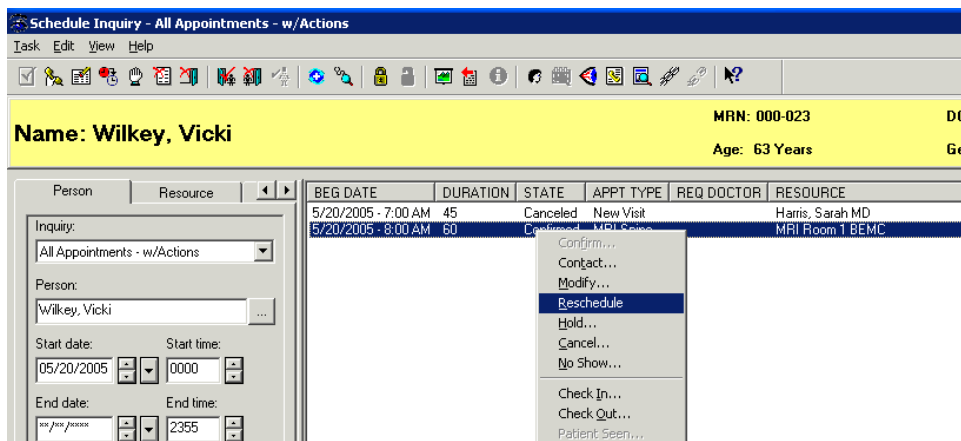 Schedule Inquiry - All Appointments - w/Actions
Task Edit View Help
Name: Wilkey, Vicki
MRN: 000-023
Age: 63 Years
Person Resource
Inquiry:
All Appointments - w/Actions
Person:
Wilkey, Vicki
...
Start date: Start time:
05/20/2005 0000
End date: End time:
**/**/**** 2355
BEG DATE DURATION STATE APPT TYPE REQ DOCTOR RESOURCE
5/20/2005 - 7:00 AM 45 Canceled New Visit Harris, Sarah MD
5/20/2005 - 8:00 AM 60 Confirmed MRI Spine MRI Room 1 BEMC
Confirm...
Contact...
Modify...
Reschedule
Hold...
Cancel...
No Show...
Check In...
Check Out...
Patient Seen...